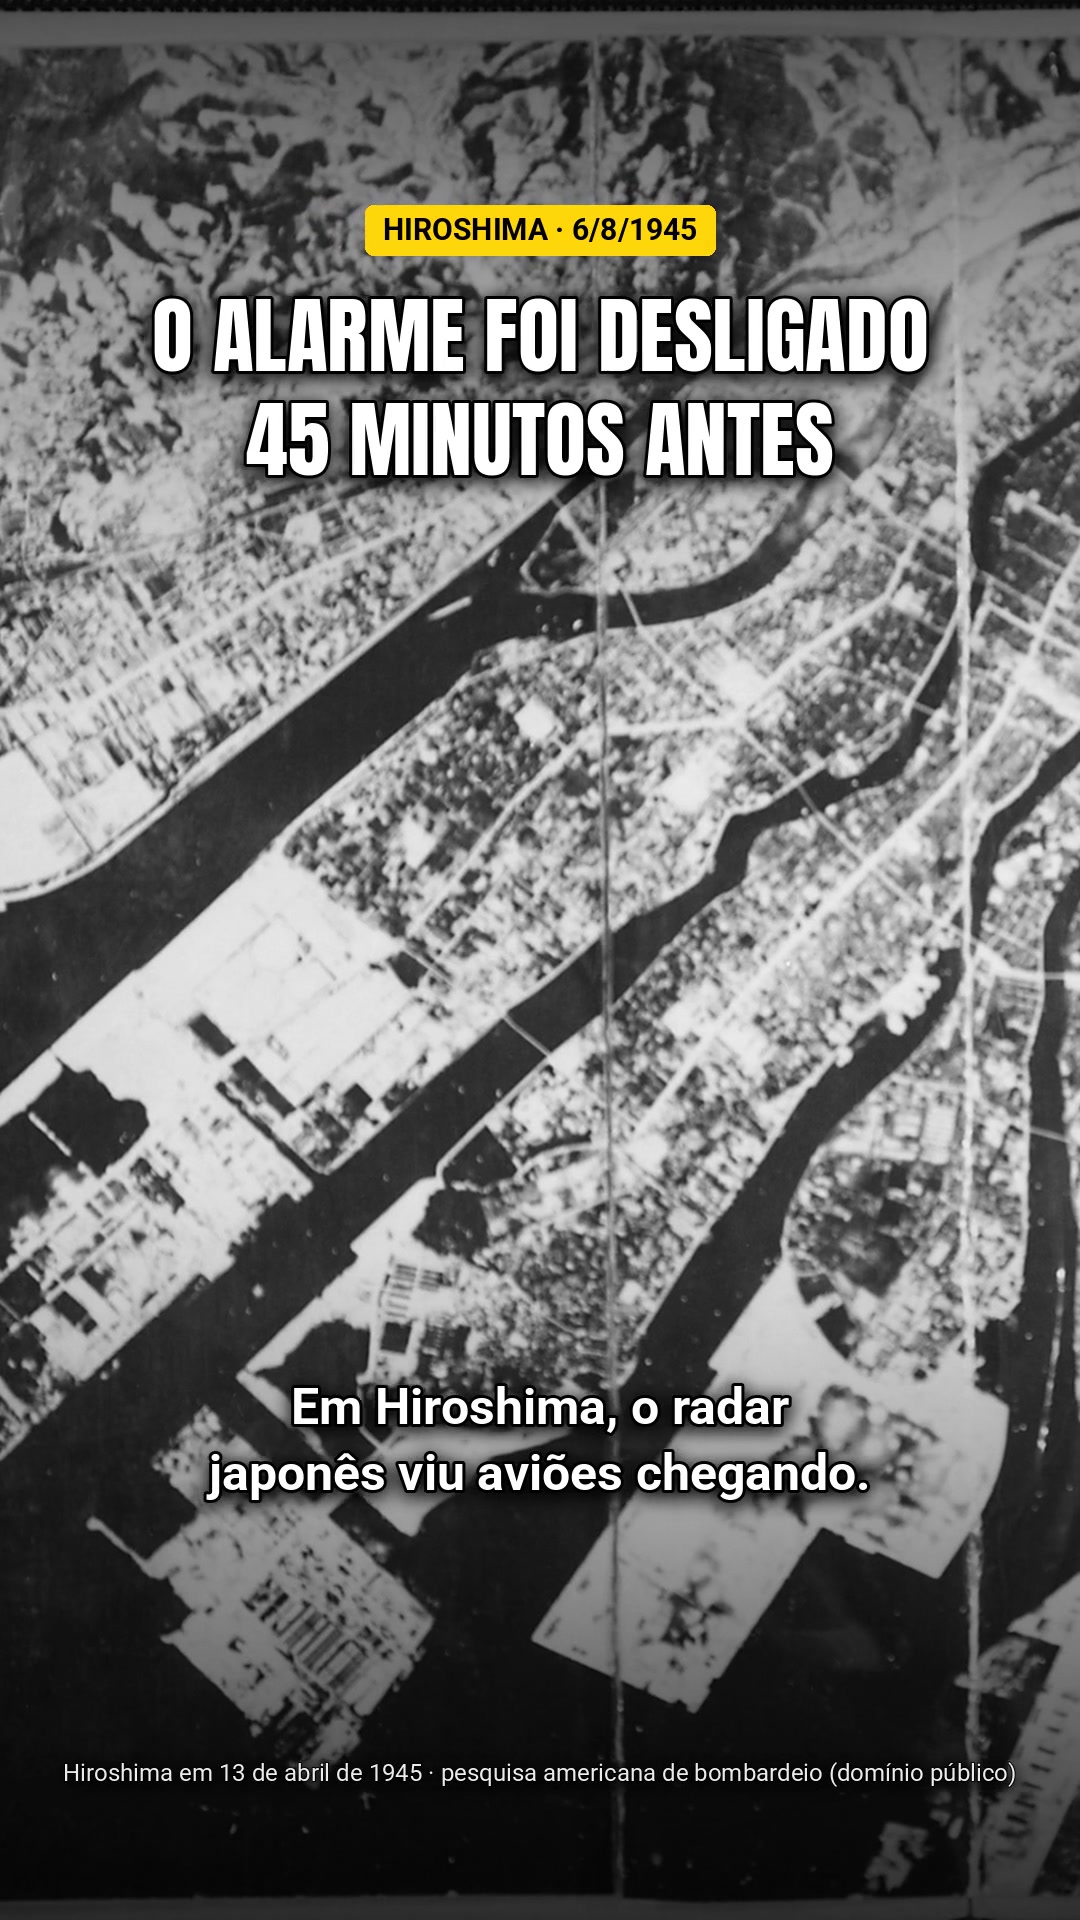 HIROSHIMA · 6/8/1945
O ALARME FOI DESLIGADO
45 MINUTOS ANTES
Em Hiroshima, o radar
japonês viu aviões chegando.
Hiroshima em 13 de abril de 1945 · pesquisa americana de bombardeio (domínio público)